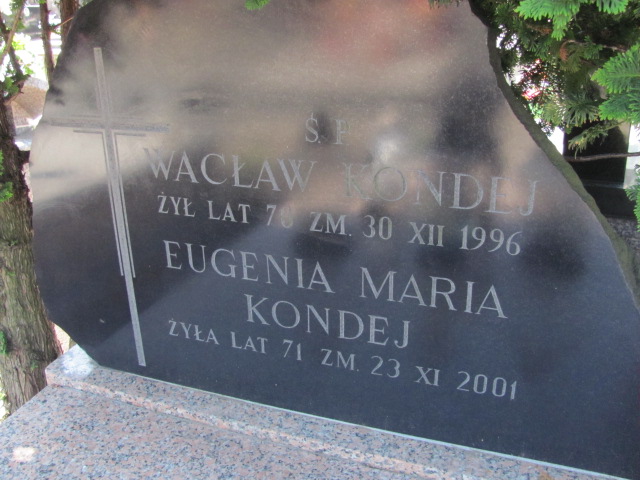 Ś. P.
WACŁAW KONDEJ
ŻYŁ LAT ZM. 30 XII 1996
EUGENIA MARIA
KONDEJ
ŻYŁA LAT 71 ZM. 23 XI 2001